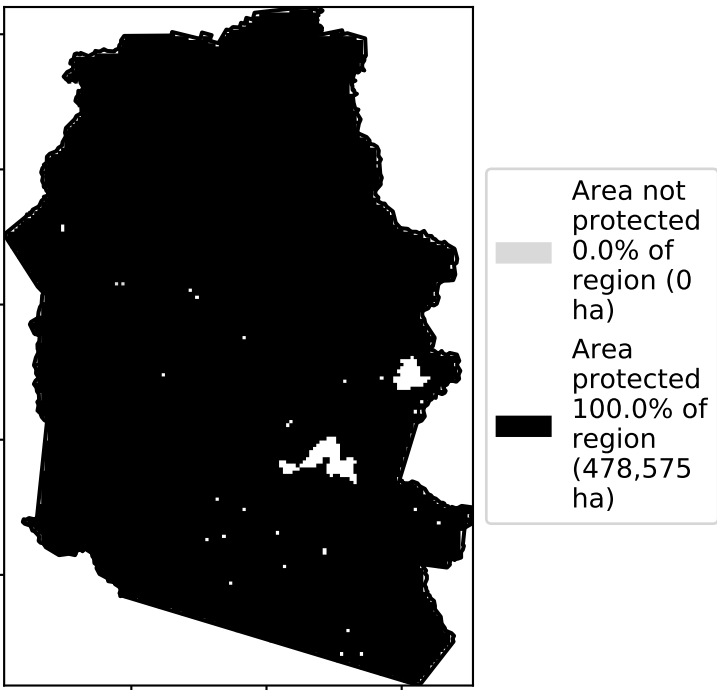 Area not
protected
0.0% of
region (0
ha)
Area
protected
100.0% of
region
(478,575
ha)